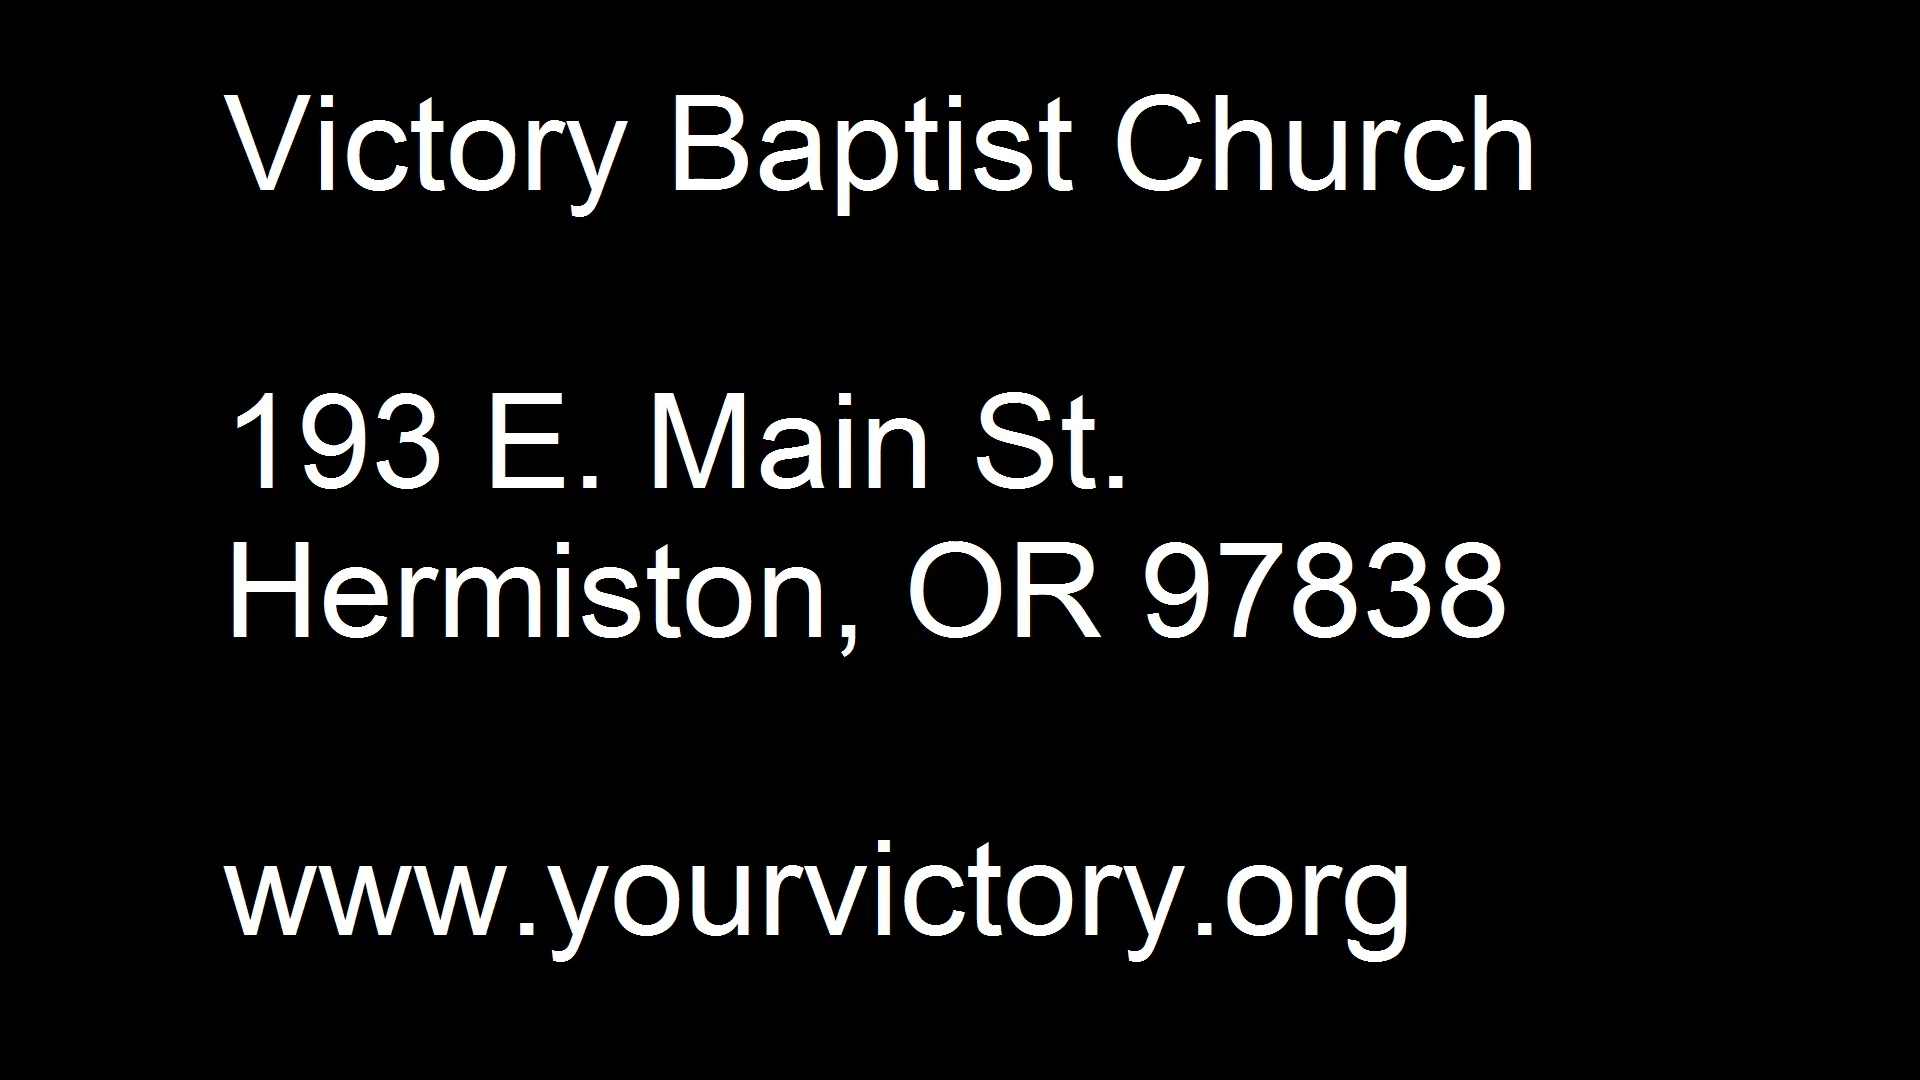 Victory Baptist Church
193 E. Main St.
Hermiston, OR 97838
www.yourvictory.org